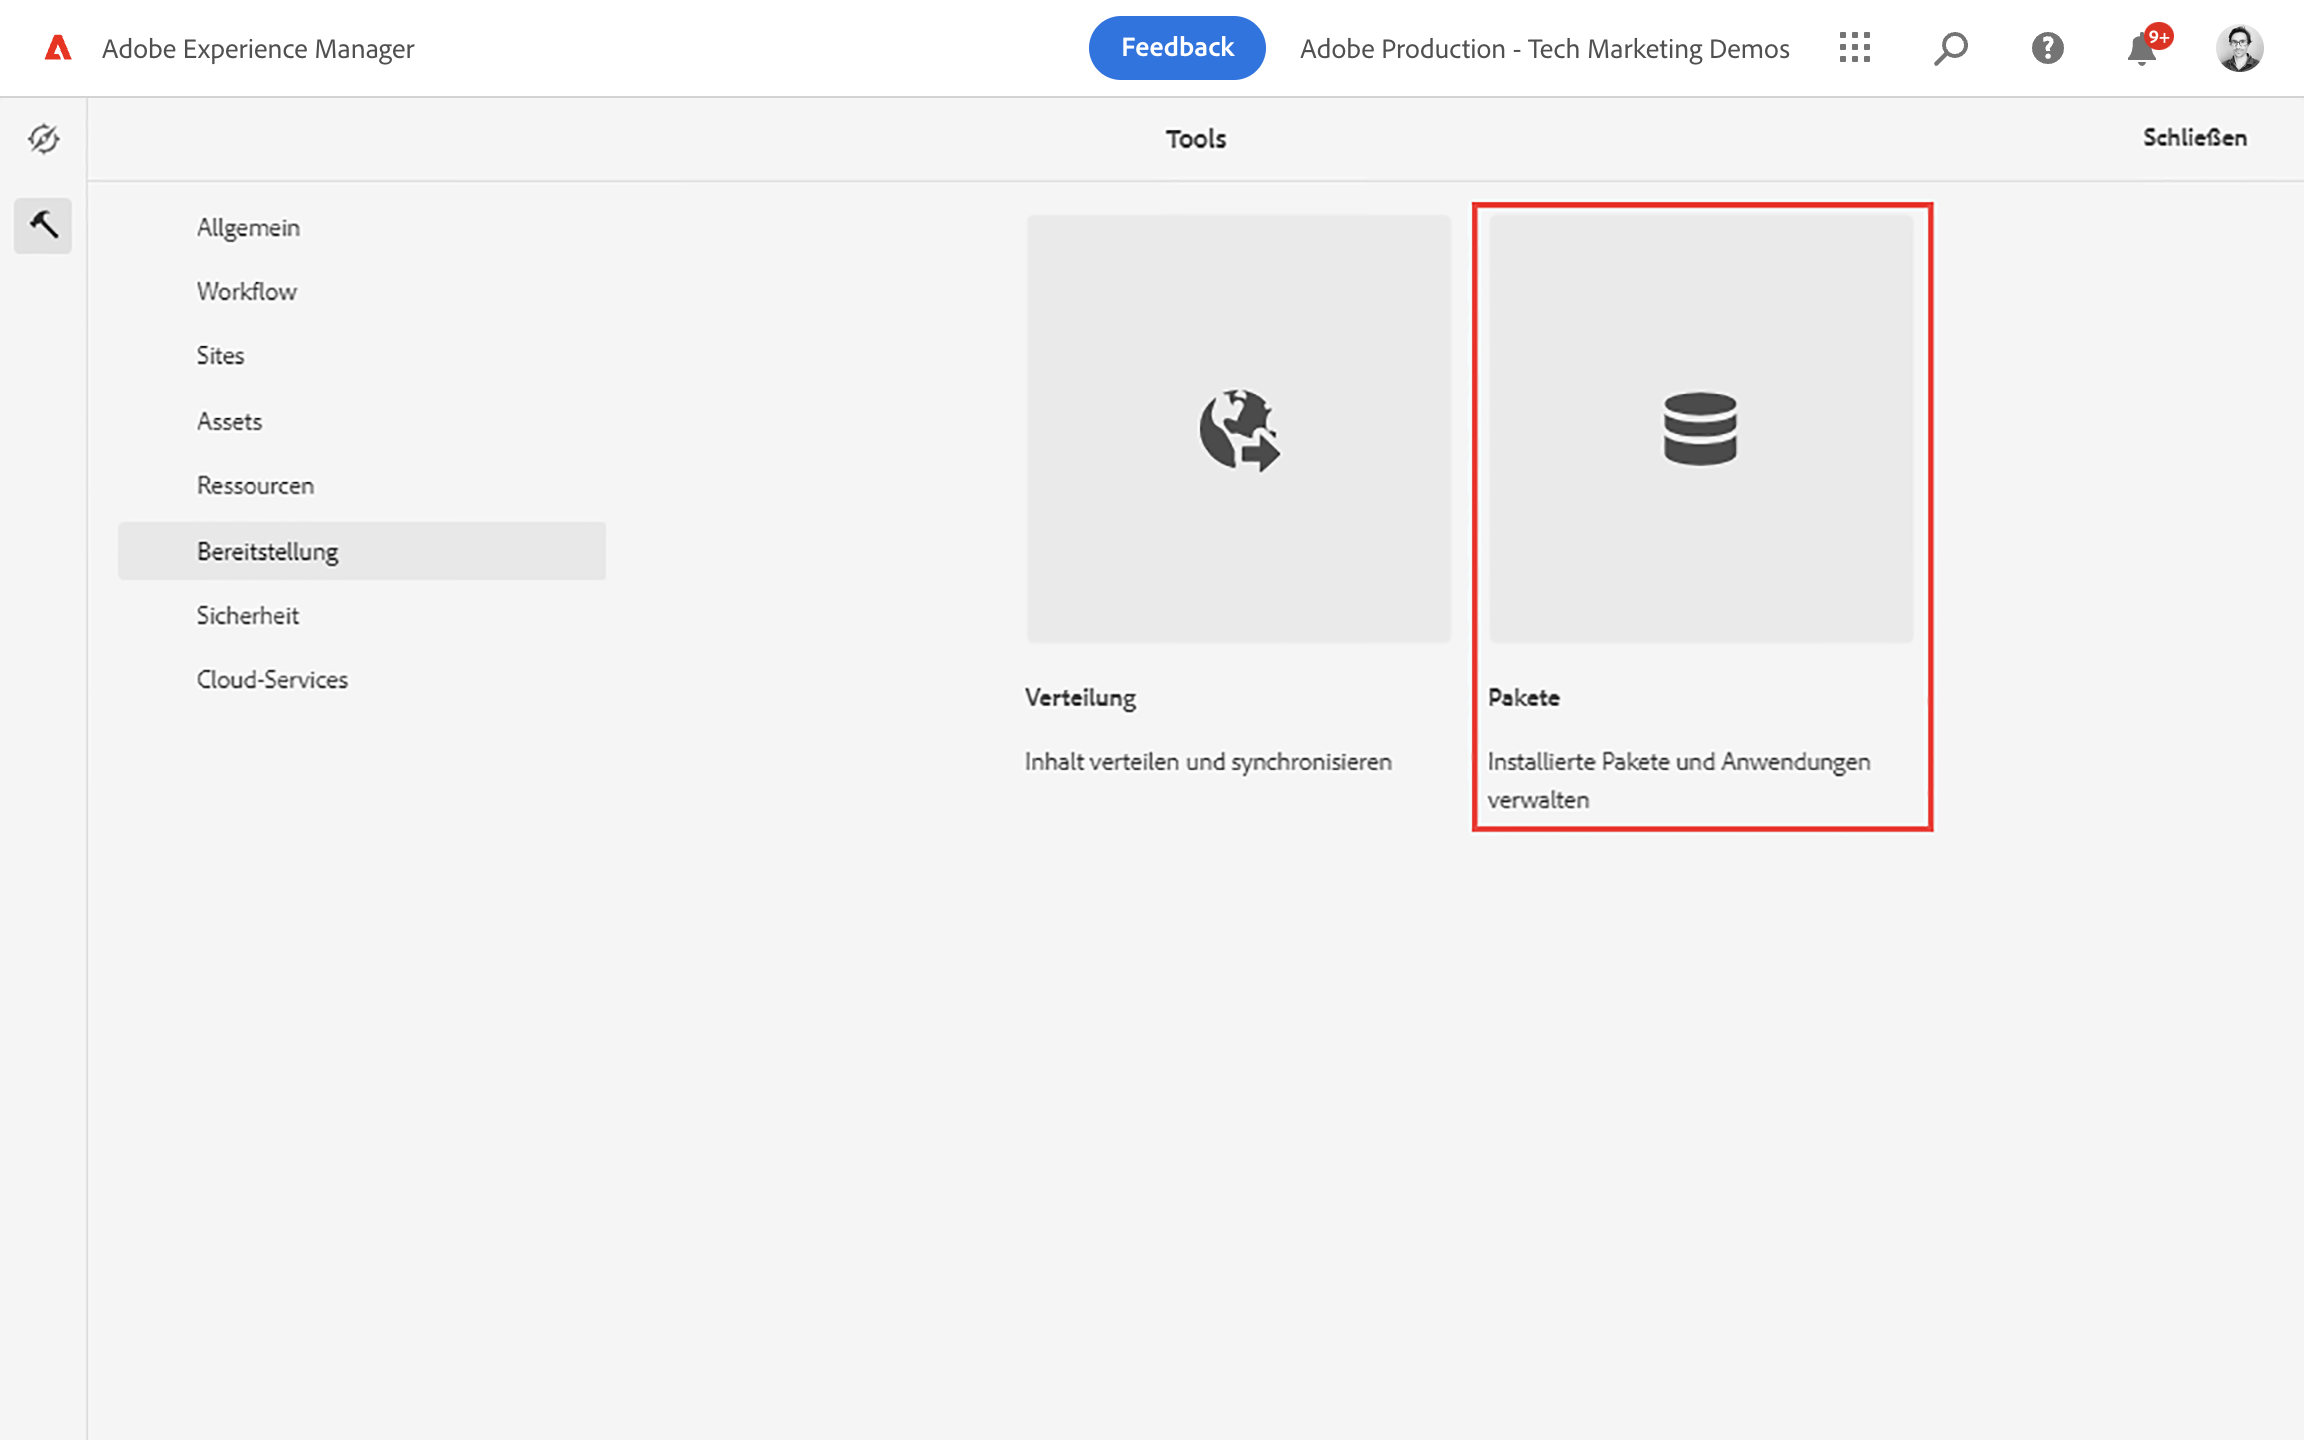 Adobe Experience Manager
Feedback
Adobe Production - Tech Marketing Demos
9+
Tools
Schließen
Allgemein
Workflow
Sites
Assets
Ressourcen
Bereitstellung
Sicherheit
Cloud-Services
Verteilung
Inhalt verteilen und synchronisieren
Pakete
Installierte Pakete und Anwendungen
verwalten